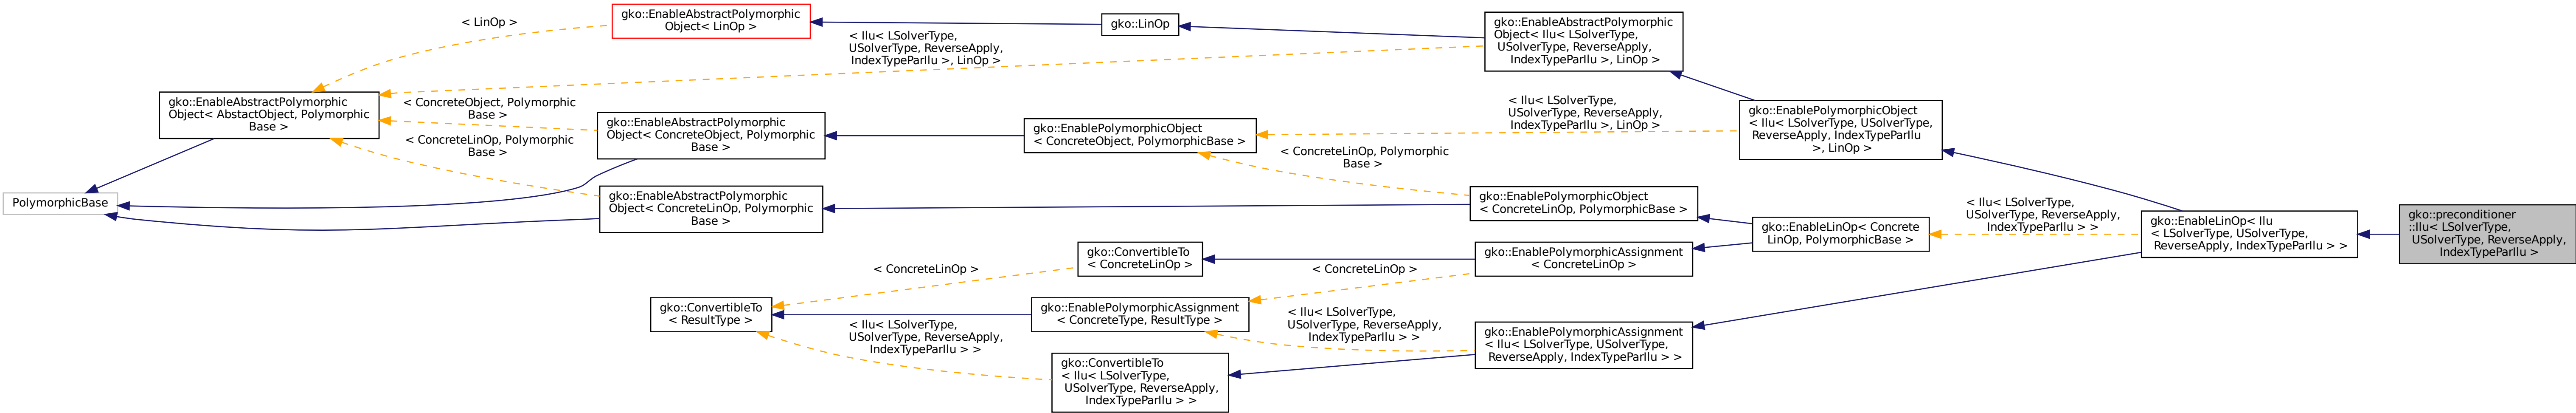 PolymorphicBase
gko::EnableAbstractPolymorphic
Object< AbstactObject, Polymorphic
Base >
< LinOp >
< ConcreteObject, Polymorphic
Base >
< ConcreteLinOp, Polymorphic
Base >
gko::EnableAbstractPolymorphic
Object< LinOp >
gko::EnableAbstractPolymorphic
Object< ConcreteObject, Polymorphic
Base >
gko::EnableAbstractPolymorphic
Object< ConcreteLinOp, Polymorphic
Base >
gko::ConvertibleTo
< ResultType >
< Ilu< LSolverType,
USolverType, ReverseApply,
IndexTypeParIlu >, LinOp >
< ConcreteLinOp >
< Ilu< LSolverType,
USolverType, ReverseApply,
IndexTypeParIlu > >
gko::LinOp
gko::EnablePolymorphicObject
< ConcreteObject, PolymorphicBase >
gko::ConvertibleTo
< ConcreteLinOp >
gko::EnablePolymorphicAssignment
< ConcreteType, ResultType >
gko::ConvertibleTo
< Ilu< LSolverType,
USolverType, ReverseApply,
IndexTypeParIlu > >
< ConcreteLinOp, Polymorphic
Base >
< ConcreteLinOp >
< Ilu< LSolverType,
USolverType, ReverseApply,
IndexTypeParIlu > >
gko::EnableAbstractPolymorphic
Object< Ilu< LSolverType,
USolverType, ReverseApply,
IndexTypeParIlu >, LinOp >
< Ilu< LSolverType,
USolverType, ReverseApply,
IndexTypeParIlu >, LinOp >
gko::EnablePolymorphicObject
< ConcreteLinOp, PolymorphicBase >
gko::EnablePolymorphicAssignment
< ConcreteLinOp >
gko::EnablePolymorphicAssignment
< Ilu< LSolverType, USolverType,
ReverseApply, IndexTypeParIlu > >
gko::EnablePolymorphicObject
< Ilu< LSolverType, USolverType,
ReverseApply, IndexTypeParIlu
>, LinOp >
gko::EnableLinOp< Concrete
LinOp, PolymorphicBase >
< Ilu< LSolverType,
USolverType, ReverseApply,
IndexTypeParIlu > >
gko::EnableLinOp< Ilu
< LSolverType, USolverType,
ReverseApply, IndexTypeParIlu > >
gko::preconditioner
::Ilu< LSolverType,
USolverType, ReverseApply,
IndexTypeParIlu >